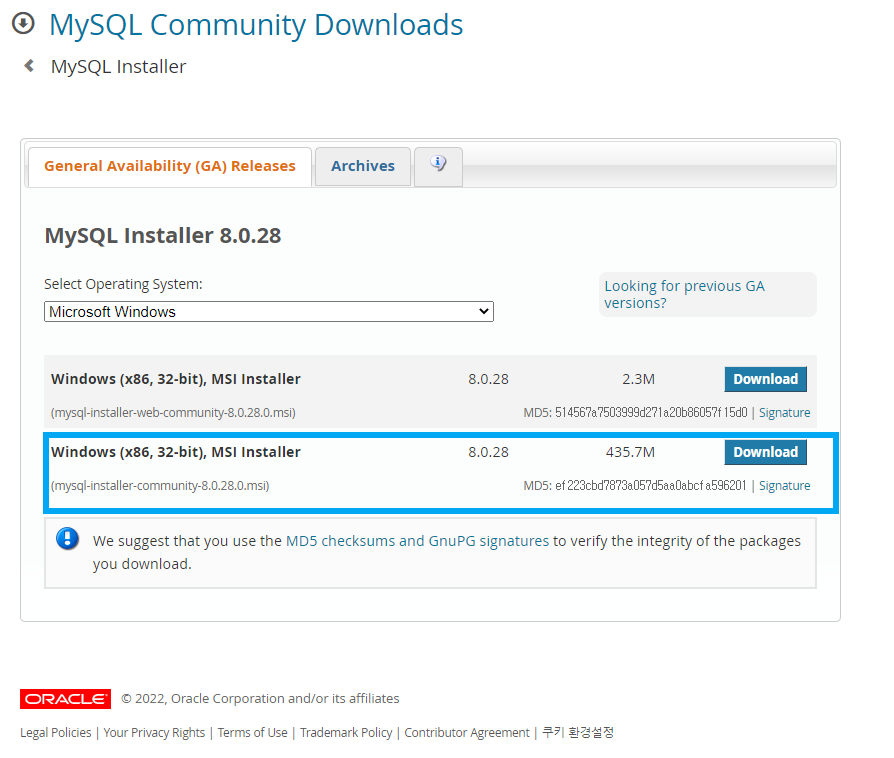 MySQL Community Downloads
MySQL Installer
General Availability (GA) Releases
Archives
MySQL Installer 8.0.28
Select Operating System:
Looking for previous GA versions?
Microsoft Windows
Windows (x86, 32-bit), MSI Installer 8.0.28 2.3M Download
(mysql-installer-web-community-8.0.28.0.msi) MD5: 514567a7503999d271a20b86057f15d0 | Signature
Windows (x86, 32-bit), MSI Installer 8.0.28 435.7M Download
(mysql-installer-community-8.0.28.0.msi) MD5: ef223cbd7873a057d5aa0abcfa596201 | Signature
We suggest that you use the MD5 checksums and GnuPG signatures to verify the integrity of the packages
you download.
ORACLE © 2022, Oracle Corporation and/or its affiliates
Legal Policies | Your Privacy Rights | Terms of Use | Trademark Policy | Contributor Agreement | 쿠키 환경설정